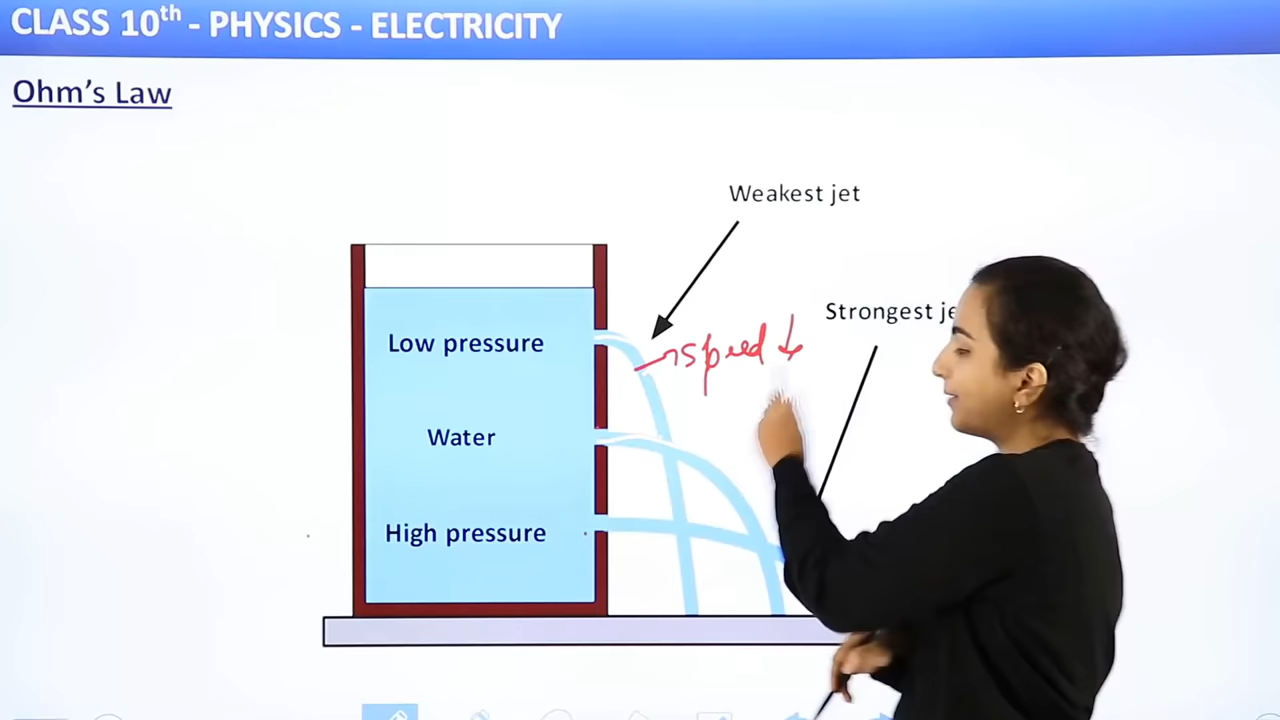 CLASS 10th - PHYSICS - ELECTRICITY
Ohm's Law
Weakest jet
Strongest je
Low pressure
speed ↓
Water
High pressure